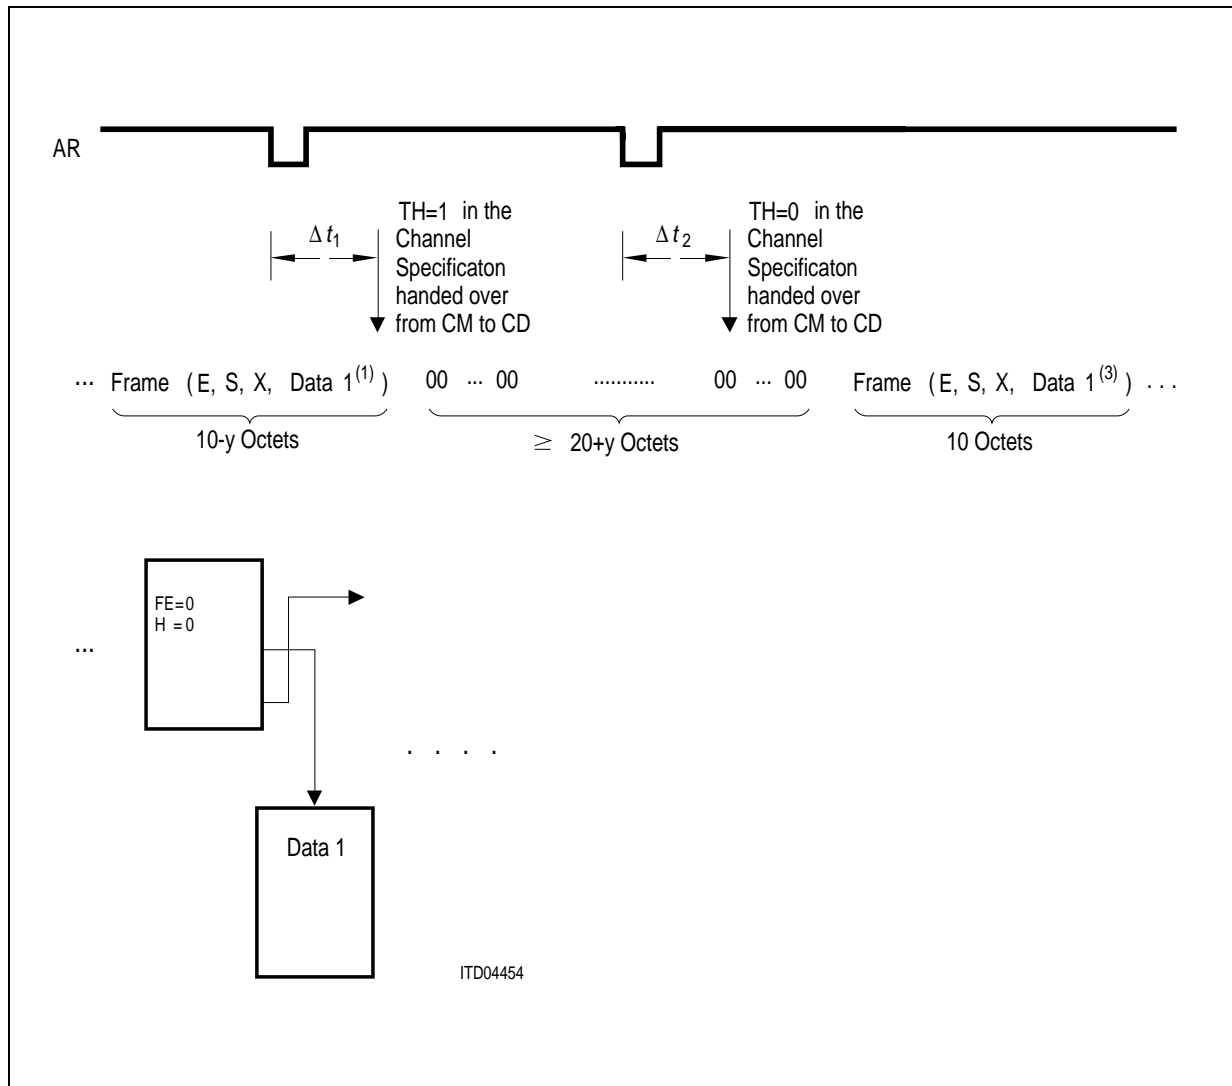 AR
Δt₁
TH=1 in the
Channel
Specificaton
handed over
from CM to CD
Δt₂
TH=0 in the
Channel
Specificaton
handed over
from CM to CD
... Frame (E, S, X, Data 1⁽¹⁾) 00 ... 00 ........... 00 ... 00 Frame (E, S, X, Data 1⁽³⁾) . . .
10-y Octets
≥ 20+y Octets
10 Octets
FE=0
H =0
...
. . . .
Data 1
ITD04454